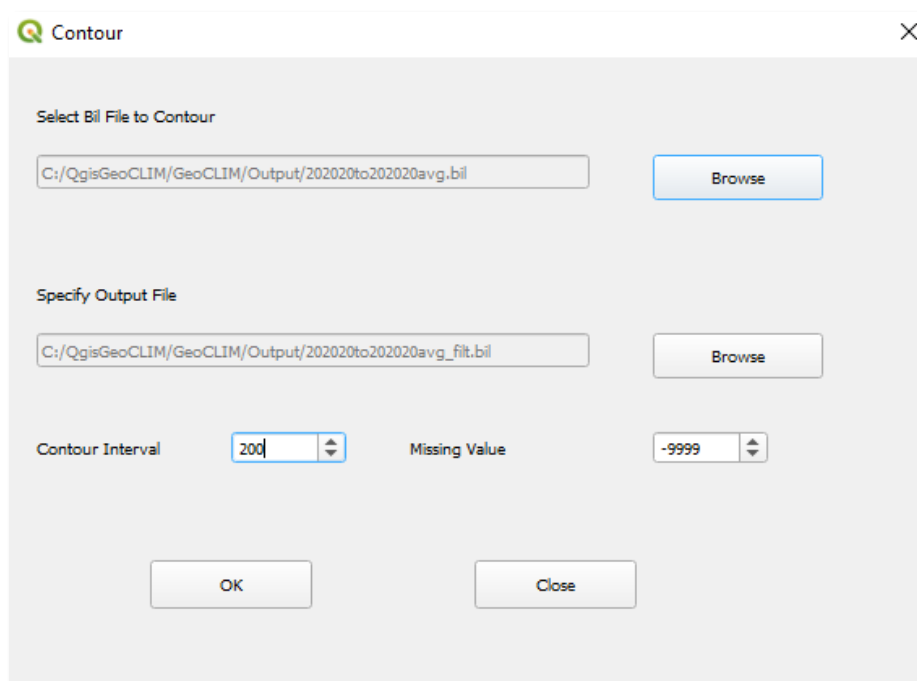 Contour
Select Bil File to Contour
C:/QgisGeoCLIM/GeoCLIM/Output/202020to202020avg.bil
Browse
Specify Output File
C:/QgisGeoCLIM/GeoCLIM/Output/202020to202020avg_filt.bil
Browse
Contour Interval 200 Missing Value -9999
OK Close